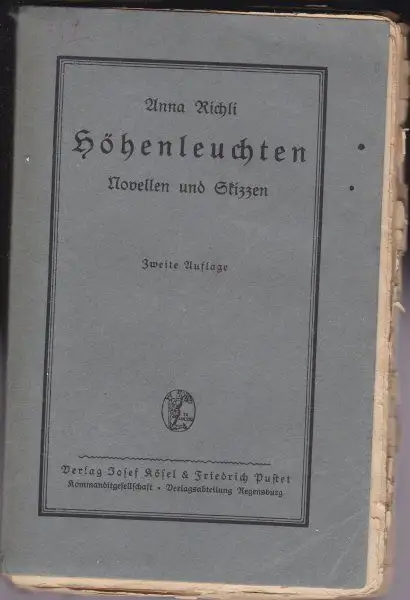 Anna Richli
Höhenleuchten
Novellen und Skizzen
Zweite Auflage
Verlag Josef Kösel & Friedrich Pustet
Kommanditgesellschaft • Verlagsabteilung Regensburg